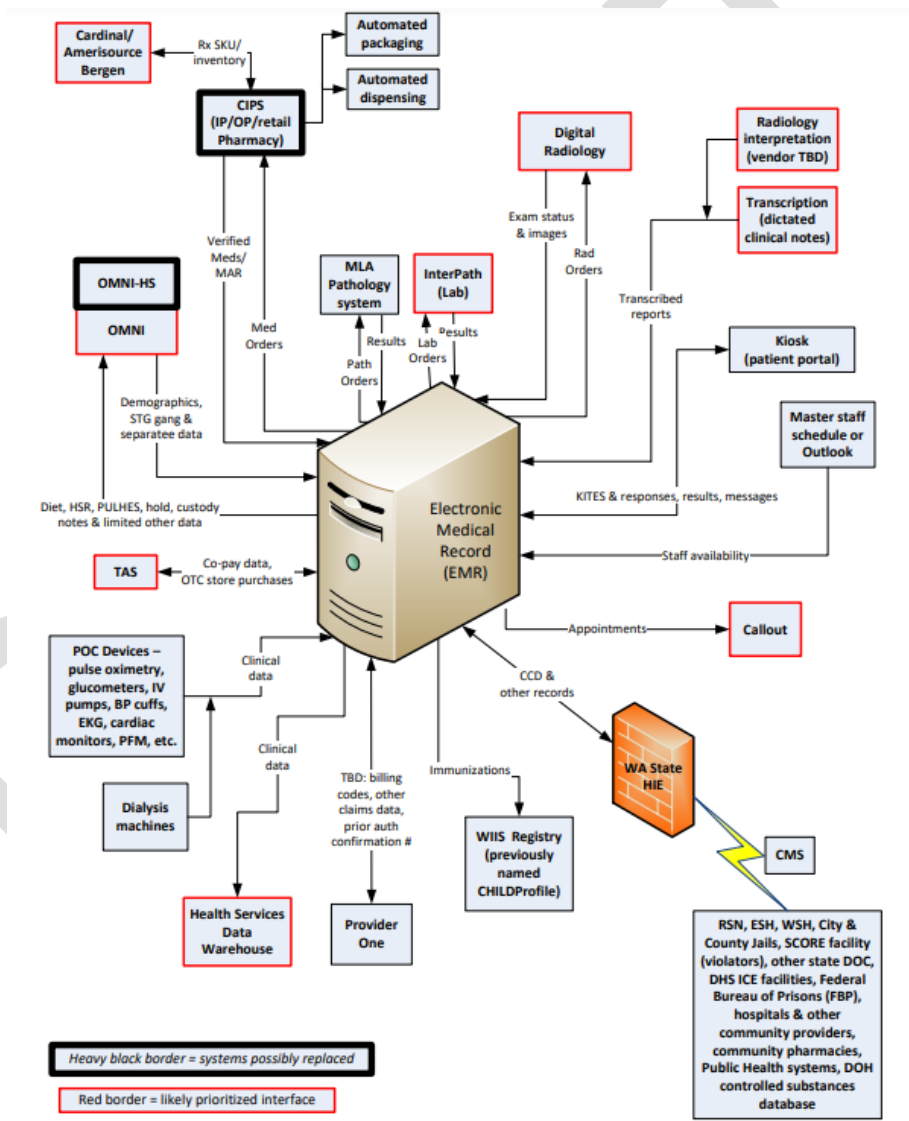 Cardinal/
Amerisource
Bergen
Rx SKU/
inventory
Automated
packaging
Automated
dispensing
CIPS
(IP/OP/retail
Pharmacy)
Digital
Radiology
Radiology
interpretation
(vendor TBD)
Transcription
(dictated
clinical notes)
Exam status
& images
Rad
Orders
Transcribed
reports
Verified
Meds/
MAR
Med
Orders
MLA
Pathology
system
InterPath
(Lab)
Results
Path
Orders
Lab
Orders
Results
OMNI-HS
OMNI
Demographics,
STG gang &
separatee data
Diet, HSR, PULHES, hold, custody
notes & limited other data
Kiosk
(patient portal)
Master staff
schedule or
Outlook
KITES & responses, results, messages
Staff availability
Electronic
Medical
Record
(EMR)
TAS
Co-pay data,
OTC store purchases
Appointments
Callout
POC Devices –
pulse oximetry,
glucometers, IV
pumps, BP cuffs,
EKG, cardiac
monitors, PFM, etc.
Clinical
data
Dialysis
machines
Clinical
data
TBD: billing
codes, other
claims data,
prior auth
confirmation #
Immunizations
CCD &
other records
WA State
HIE
CMS
WIIS Registry
(previously
named
CHILDProfile)
Health Services
Data
Warehouse
Provider
One
RSN, ESH, WSH, City &
County Jails, SCORE facility
(violators), other state DOC,
DHS ICE facilities, Federal
Bureau of Prisons (FBP),
hospitals & other
community providers,
community pharmacies,
Public Health systems, DOH
controlled substances
database
Heavy black border = systems possibly replaced
Red border = likely prioritized interface